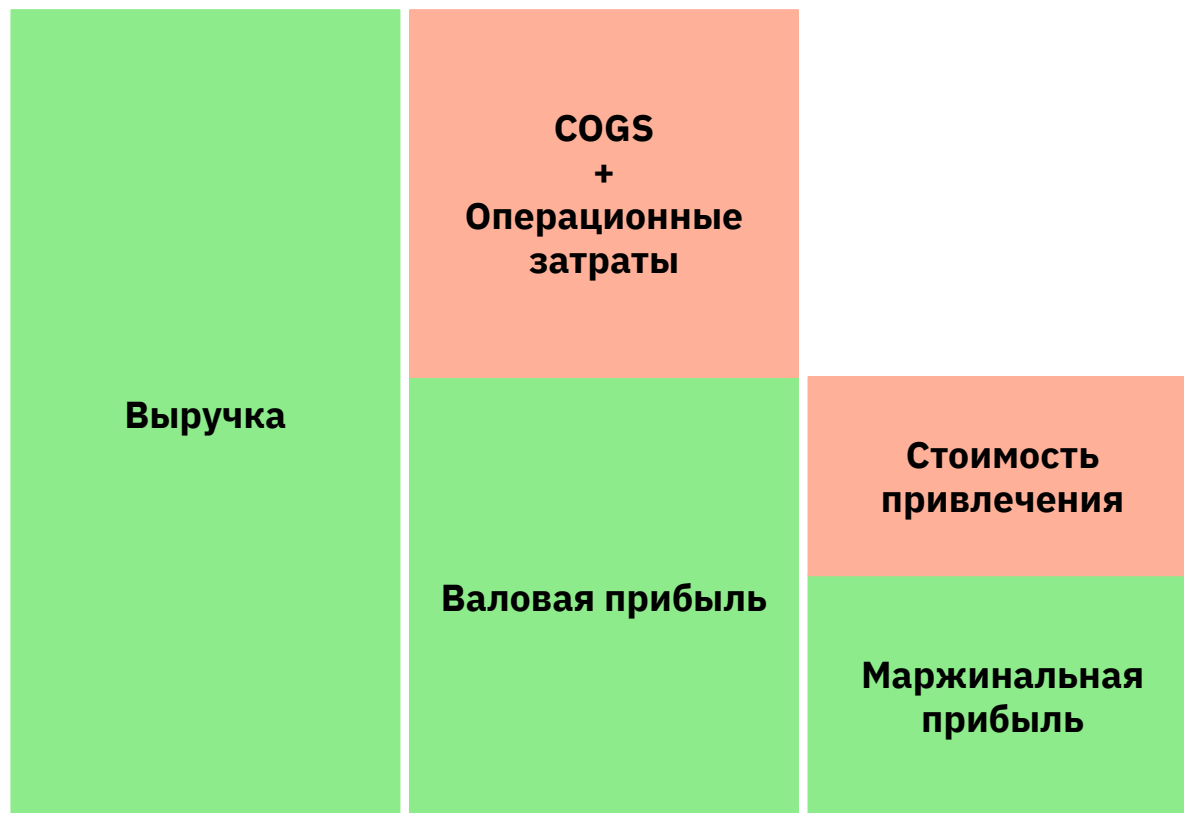 Выручка
COGS
+
Операционные
затраты
Валовая прибыль
Стоимость
привлечения
Маржинальная
прибыль